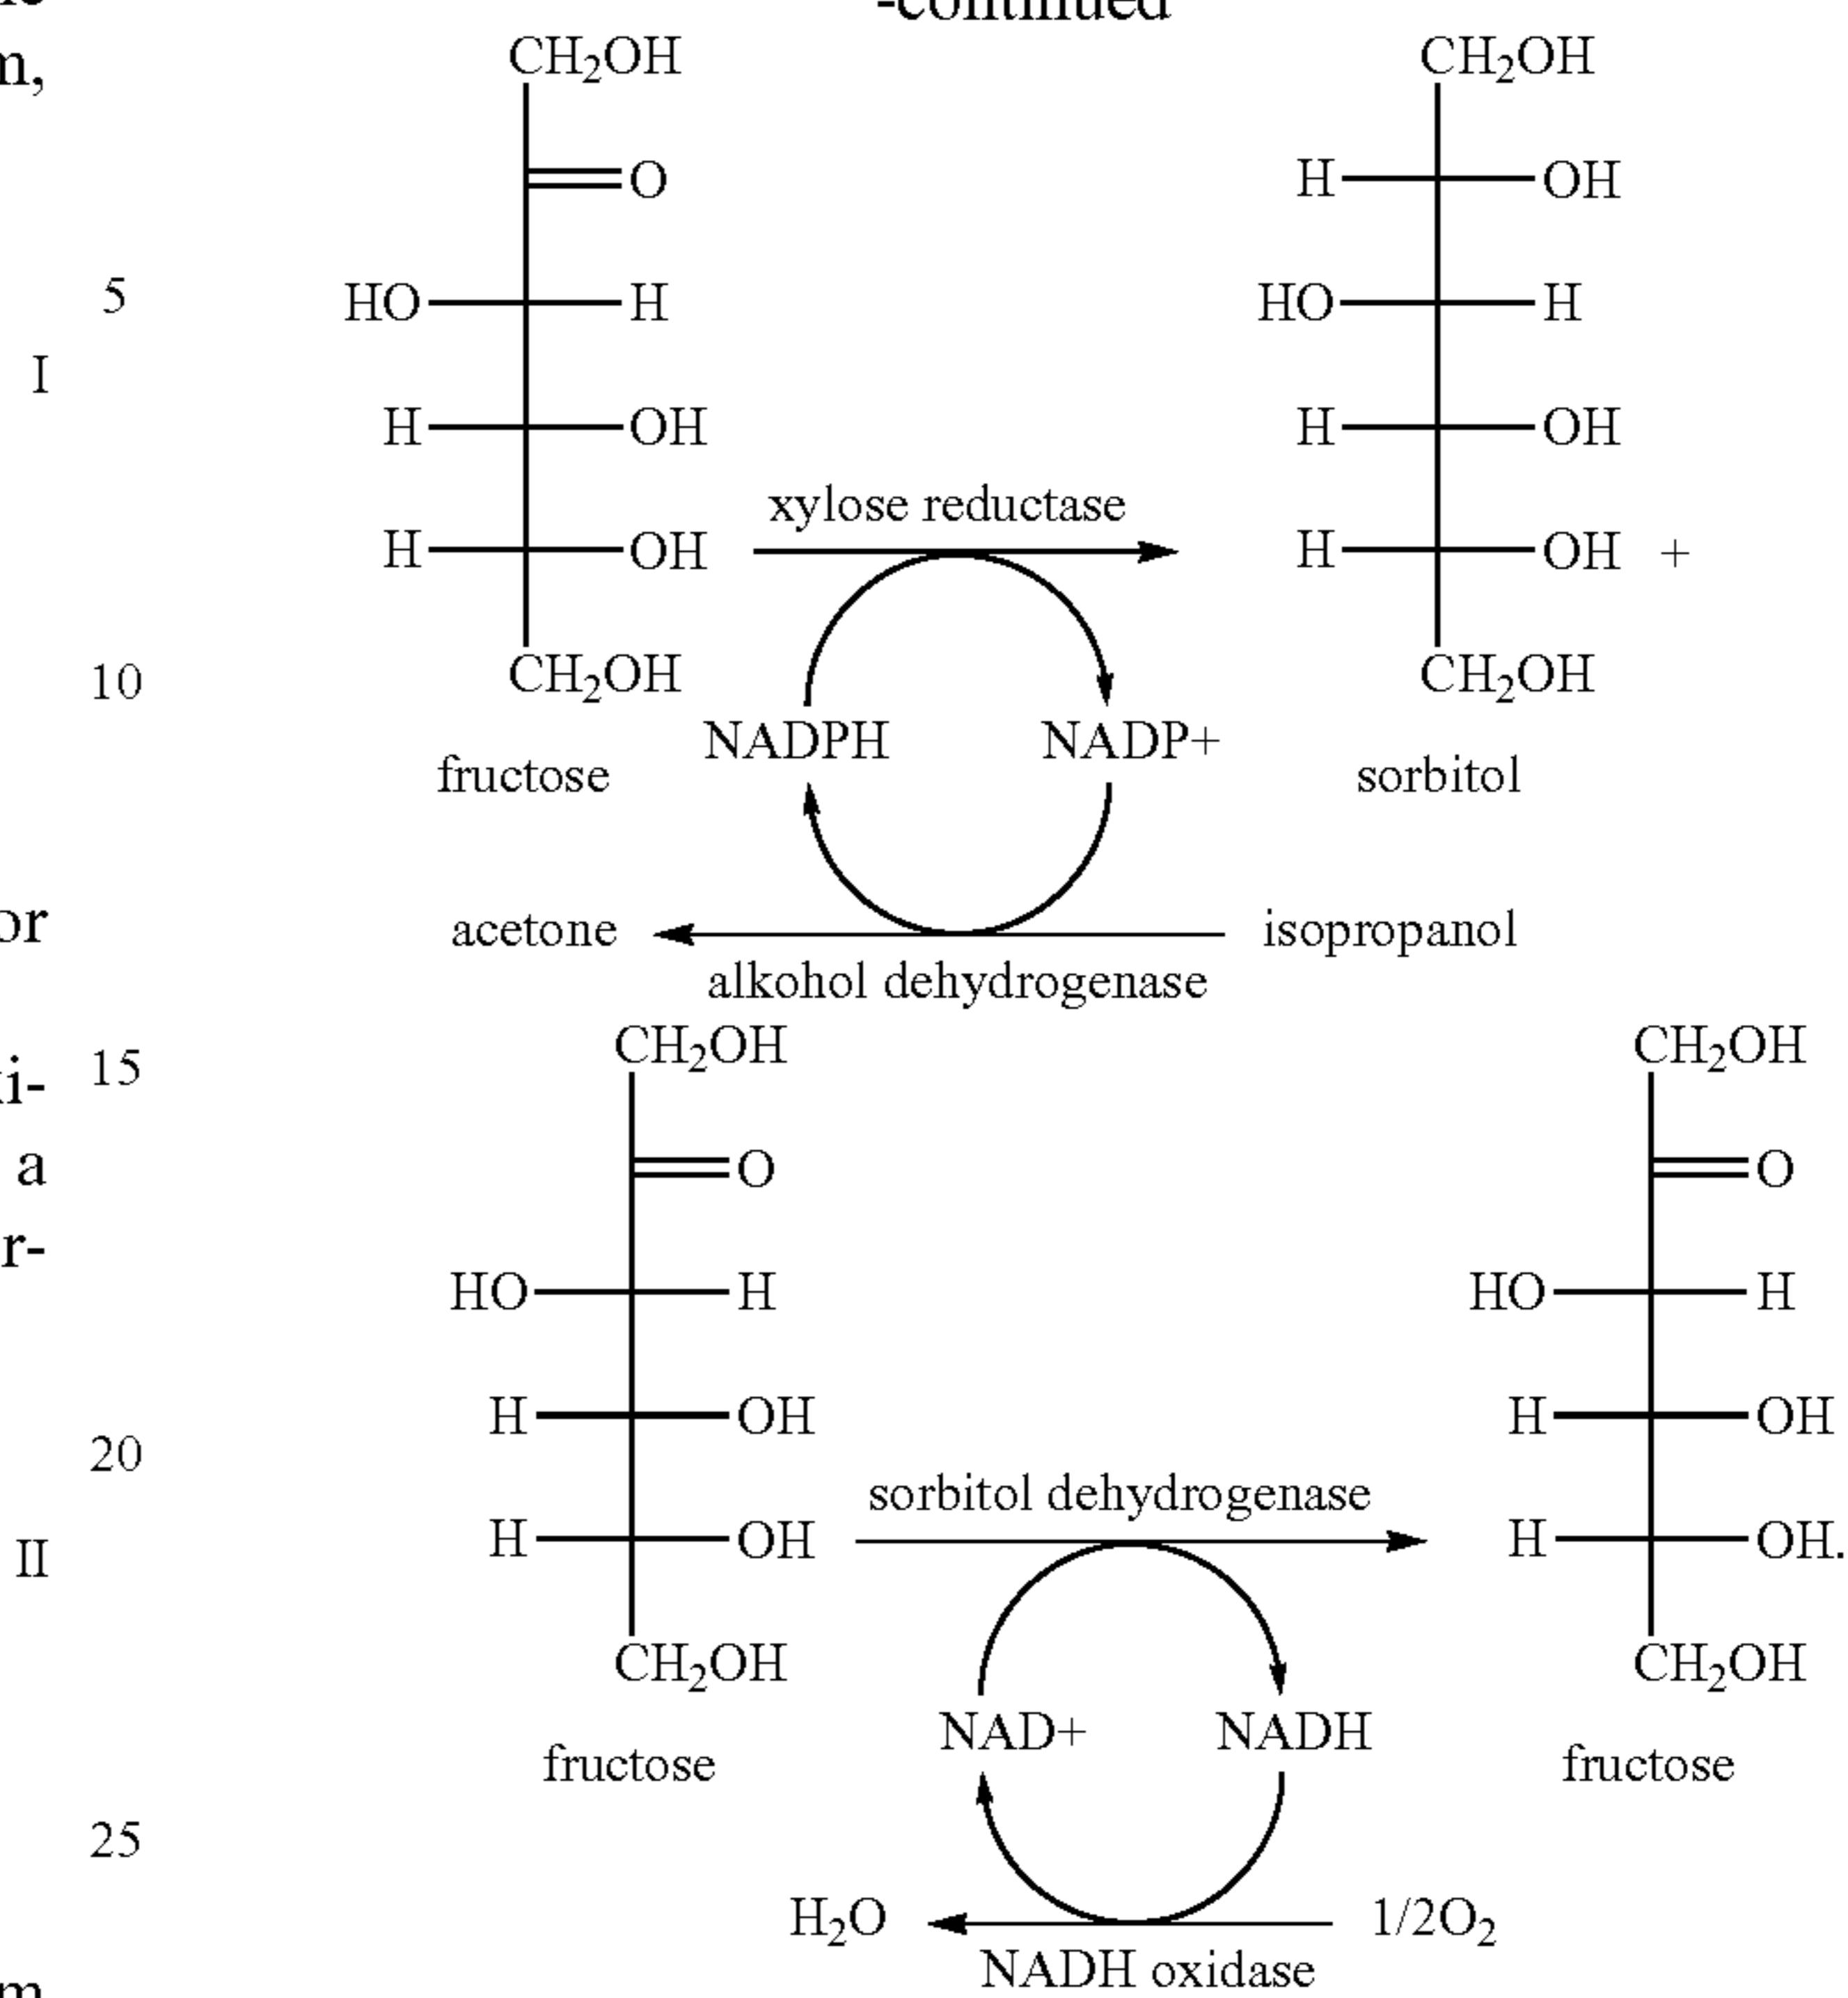 -continued
m,
CH2OH CH2OH
O H OH
5 HO H HO H
I
H OH H OH
xylose reductase
H OH H OH +
10 CH2OH CH2OH
NADPH NADP+
fructose sorbitol
or
acetone isopropanol
alkohol dehydrogenase
CH2OH CH2OH
15
xi-
a O O
r-
HO H HO H
H OH H OH
20
sorbitol dehydrogenase
II H OH H OH.
CH2OH CH2OH
NAD+ NADH
fructose fructose
25
H2O 1/2O2
NADH oxidase
m